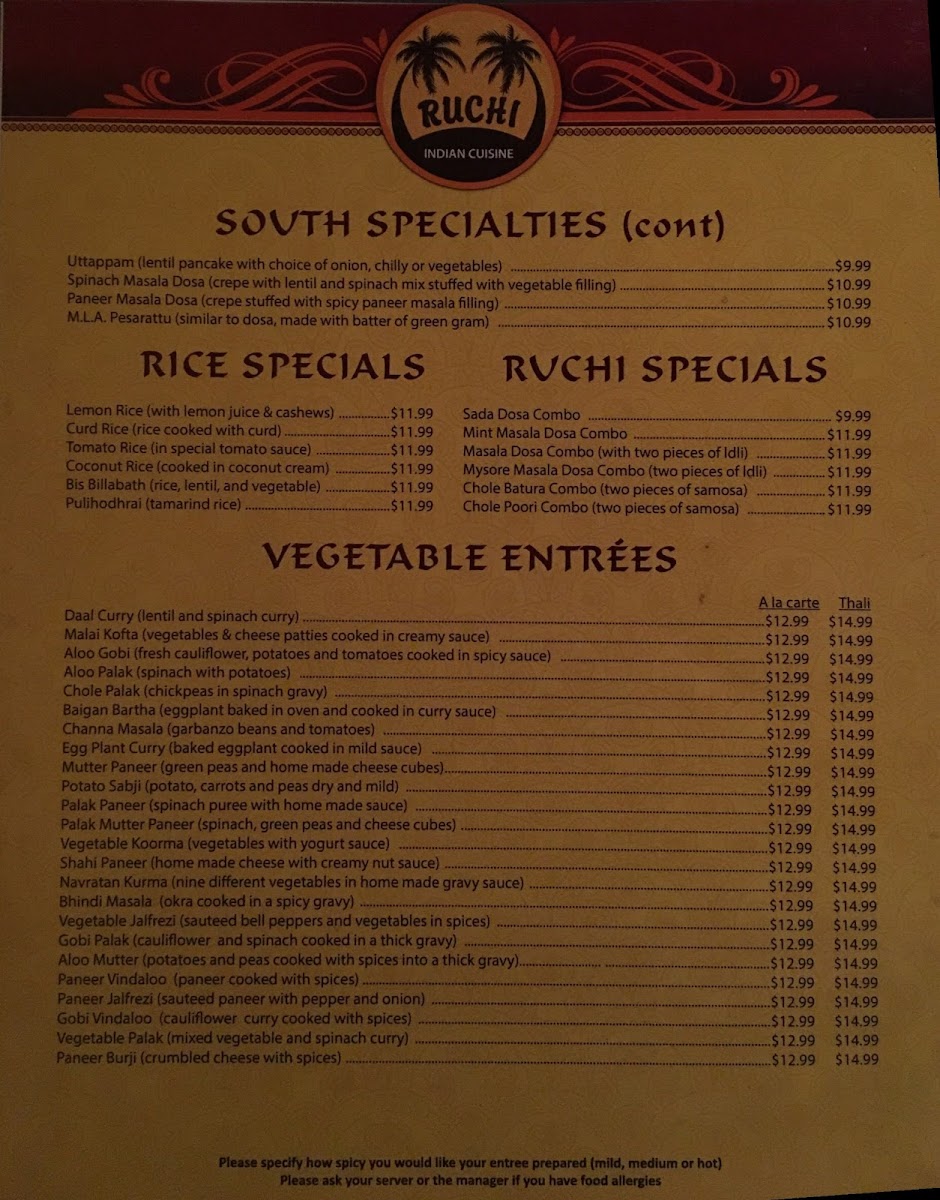 RUCHI
INDIAN CUISINE
SOUTH SPECIALTIES (cont)
Uttappam (lentil pancake with choice of onion, chilly or vegetables) $9.99
Spinach Masala Dosa (crepe with lentil and spinach mix stuffed with vegetable filling) $10.99
Paneer Masala Dosa (crepe stuffed with spicy paneer masala filling) $10.99
M.L.A. Pesarattu (similar to dosa, made with batter of green gram) $10.99
RICE SPECIALS
Lemon Rice (with lemon juice & cashews) $11.99
Curd Rice (rice cooked with curd) $11.99
Tomato Rice (in special tomato sauce) $11.99
Coconut Rice (cooked in coconut cream) $11.99
Bis Billabath (rice, lentil, and vegetable) $11.99
Pulihodhrai (tamarind rice) $11.99
RUCHI SPECIALS
Sada Dosa Combo $9.99
Mint Masala Dosa Combo $11.99
Masala Dosa Combo (with two pieces of Idli) $11.99
Mysore Masala Dosa Combo (two pieces of Idli) $11.99
Chole Batura Combo (two pieces of samosa) $11.99
Chole Poori Combo (two pieces of samosa) $11.99
VEGETABLE ENTRÉES
A la carte Thali
Daal Curry (lentil and spinach curry) $12.99 $14.99
Malai Kofta (vegetables & cheese patties cooked in creamy sauce) $12.99 $14.99
Aloo Gobi (fresh cauliflower, potatoes and tomatoes cooked in spicy sauce) $12.99 $14.99
Aloo Palak (spinach with potatoes) $12.99 $14.99
Chole Palak (chickpeas in spinach gravy) $12.99 $14.99
Baigan Bartha (eggplant baked in oven and cooked in curry sauce) $12.99 $14.99
Channa Masala (garbanzo beans and tomatoes) $12.99 $14.99
Egg Plant Curry (baked eggplant cooked in mild sauce) $12.99 $14.99
Mutter Paneer (green peas and home made cheese cubes) $12.99 $14.99
Potato Sabji (potato, carrots and peas dry and mild) $12.99 $14.99
Palak Paneer (spinach puree with home made sauce) $12.99 $14.99
Palak Mutter Paneer (spinach, green peas and cheese cubes) $12.99 $14.99
Vegetable Koorma (vegetables with yogurt sauce) $12.99 $14.99
Shahi Paneer (home made cheese with creamy nut sauce) $12.99 $14.99
Navratan Kurma (nine different vegetables in home made gravy sauce) $12.99 $14.99
Bhindi Masala (okra cooked in a spicy gravy) $12.99 $14.99
Vegetable Jalfrezi (sauteed bell peppers and vegetables in spices) $12.99 $14.99
Gobi Palak (cauliflower and spinach cooked in a thick gravy) $12.99 $14.99
Aloo Mutter (potatoes and peas cooked with spices into a thick gravy) $12.99 $14.99
Paneer Vindaloo (paneer cooked with spices) $12.99 $14.99
Paneer Jalfrezi (sauteed paneer with pepper and onion) $12.99 $14.99
Gobi Vindaloo (cauliflower curry cooked with spices) $12.99 $14.99
Vegetable Palak (mixed vegetable and spinach curry) $12.99 $14.99
Paneer Burji (crumbled cheese with spices) $12.99 $14.99
Please specify how spicy you would like your entree prepared (mild, medium or hot)
Please ask your server or the manager if you have food allergies